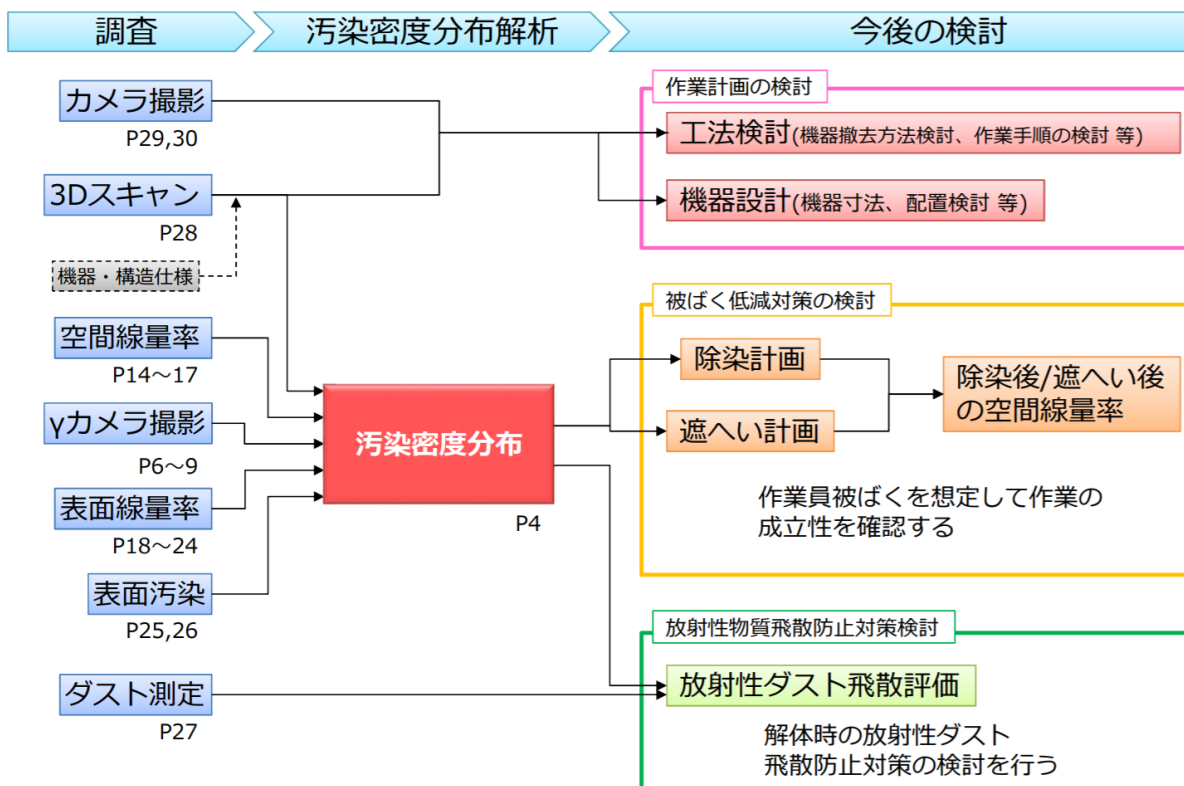 調査
汚染密度分布解析
今後の検討
カメラ撮影
P29,30
3Dスキャン
P28
機器・構造仕様
空間線量率
P14～17
γカメラ撮影
P6～9
表面線量率
P18～24
表面汚染
P25,26
ダスト測定
P27
汚染密度分布
P4
作業計画の検討
工法検討(機器撤去方法検討、作業手順の検討 等)
機器設計(機器寸法、配置検討 等)
被ばく低減対策の検討
除染計画
遮へい計画
除染後/遮へい後
の空間線量率
作業員被ばくを想定して作業の
成立性を確認する
放射性物質飛散防止対策検討
放射性ダスト飛散評価
解体時の放射性ダスト
飛散防止対策の検討を行う